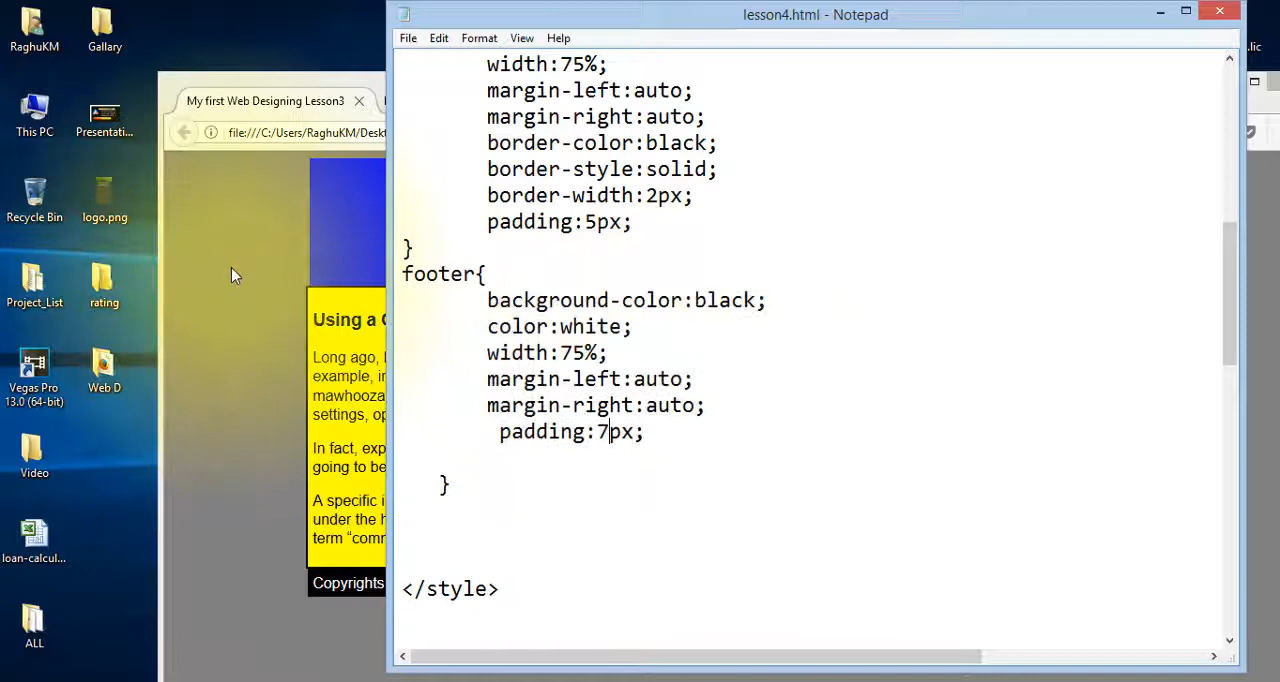 lesson4.html - Notepad
File Edit Format View Help
RaghuKM
Gallary
This PC
Presentati...
Recycle Bin
logo.png
Project_List
rating
Vegas Pro
13.0 (64-bit)
Web D
Video
loan-calcul...
ALL
.lic
My first Web Designing Lesson3
file:///C:/Users/RaghuKM/Deskt
Using a
Long ago,
example, in
mawhooza
settings, op
In fact, exp
going to be
A specific i
under the h
term “comm
Copyrights
width:75%;
margin-left:auto;
margin-right:auto;
border-color:black;
border-style:solid;
border-width:2px;
padding:5px;
}
footer{
background-color:black;
color:white;
width:75%;
margin-left:auto;
margin-right:auto;
padding:7px;
}
</style>